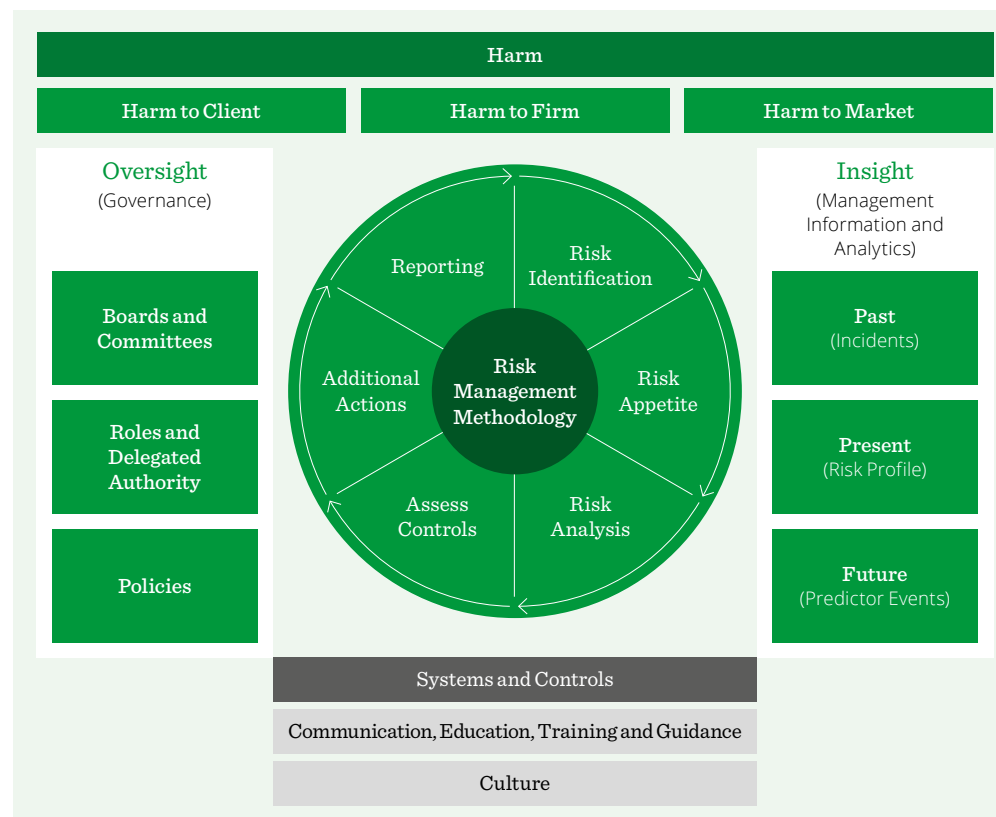 Harm
Harm to Client
Harm to Firm
Harm to Market
Oversight
(Governance)
Boards and
Committees
Roles and
Delegated
Authority
Policies
Reporting
Risk
Identification
Additional
Actions
Risk
Management
Methodology
Risk
Appetite
Assess
Controls
Risk
Analysis
Insight
(Management
Information and
Analytics)
Past
(Incidents)
Present
(Risk Profile)
Future
(Predictor Events)
Systems and Controls
Communication, Education, Training and Guidance
Culture